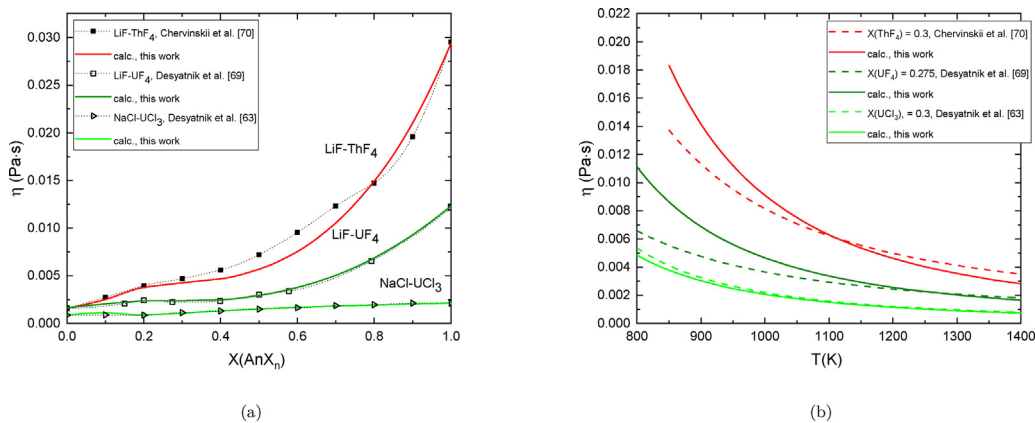 0.030
0.025
0.020
0.015
0.010
0.005
0.000
η (Pa·s)
LiF-ThF₄, Chervinskii et al. [70]
calc., this work
LiF-UF₄, Desyatnik et al. [69]
calc., this work
NaCl-UCl₃, Desyatnik et al. [63]
calc., this work
LiF-ThF₄
LiF-UF₄
NaCl-UCl₃
0.0 0.2 0.4 0.6 0.8 1.0
X(AnXₙ)
(a)
0.022
0.020
0.018
0.016
0.014
0.012
0.010
0.008
0.006
0.004
0.002
0.000
η (Pa·s)
X(ThF₄) = 0.3, Chervinskii et al. [70]
calc., this work
X(UF₄) = 0.275, Desyatnik et al. [69]
calc., this work
X(UCl₃), = 0.3, Desyatnik et al. [63]
calc., this work
800 900 1000 1100 1200 1300 1400
T(K)
(b)